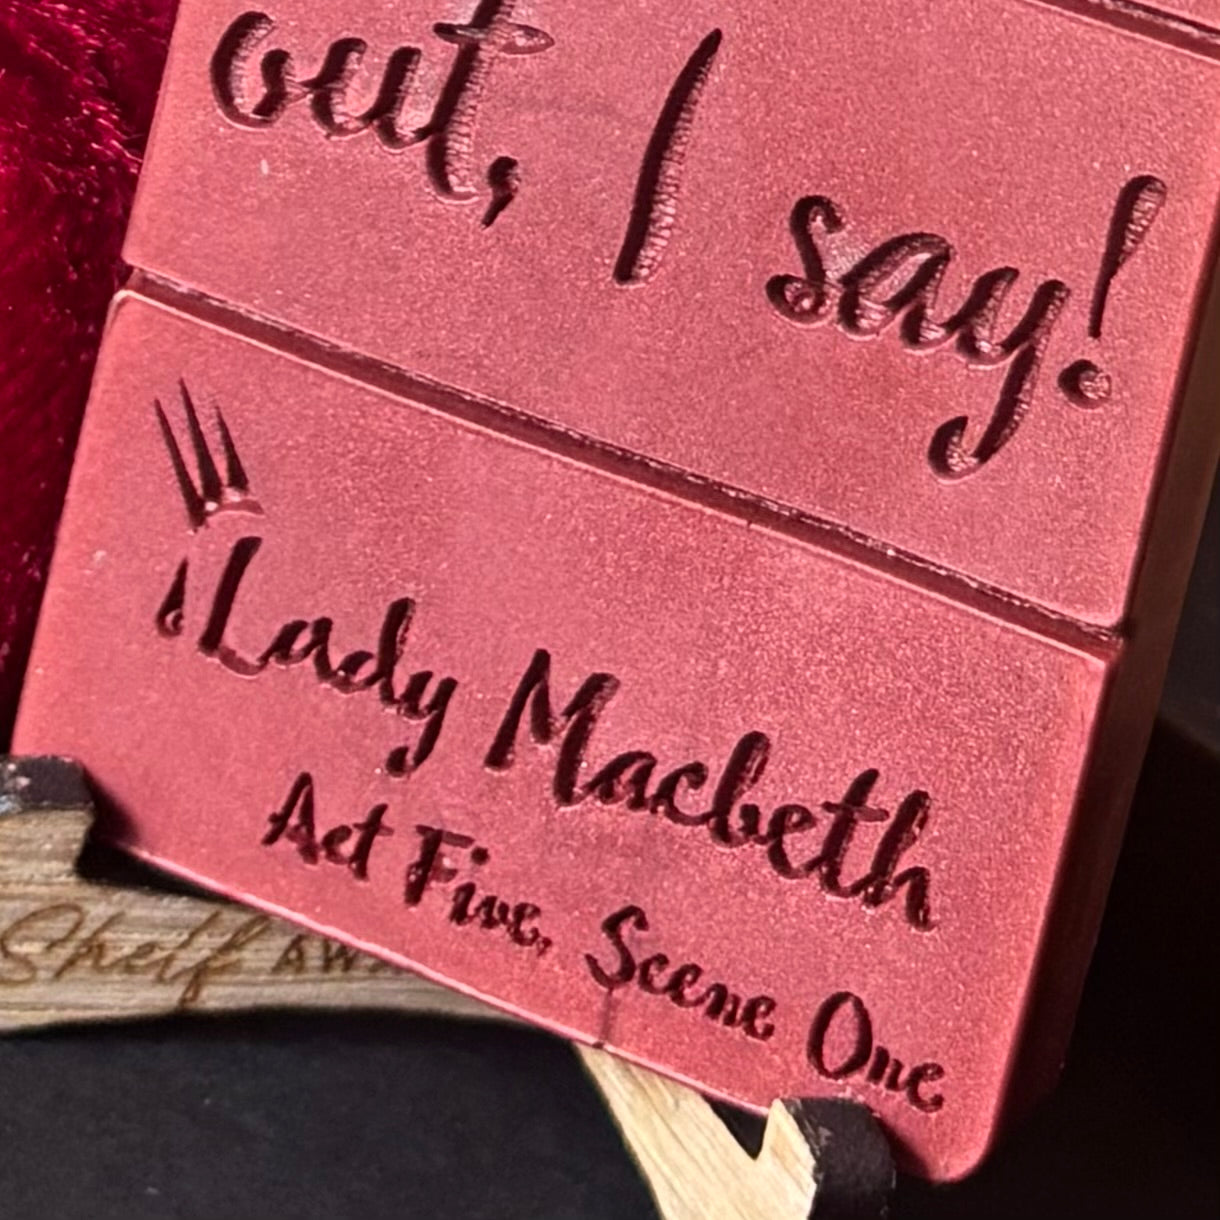 out, I say!
Lady Macbeth
Act Five, Scene One
Shelf